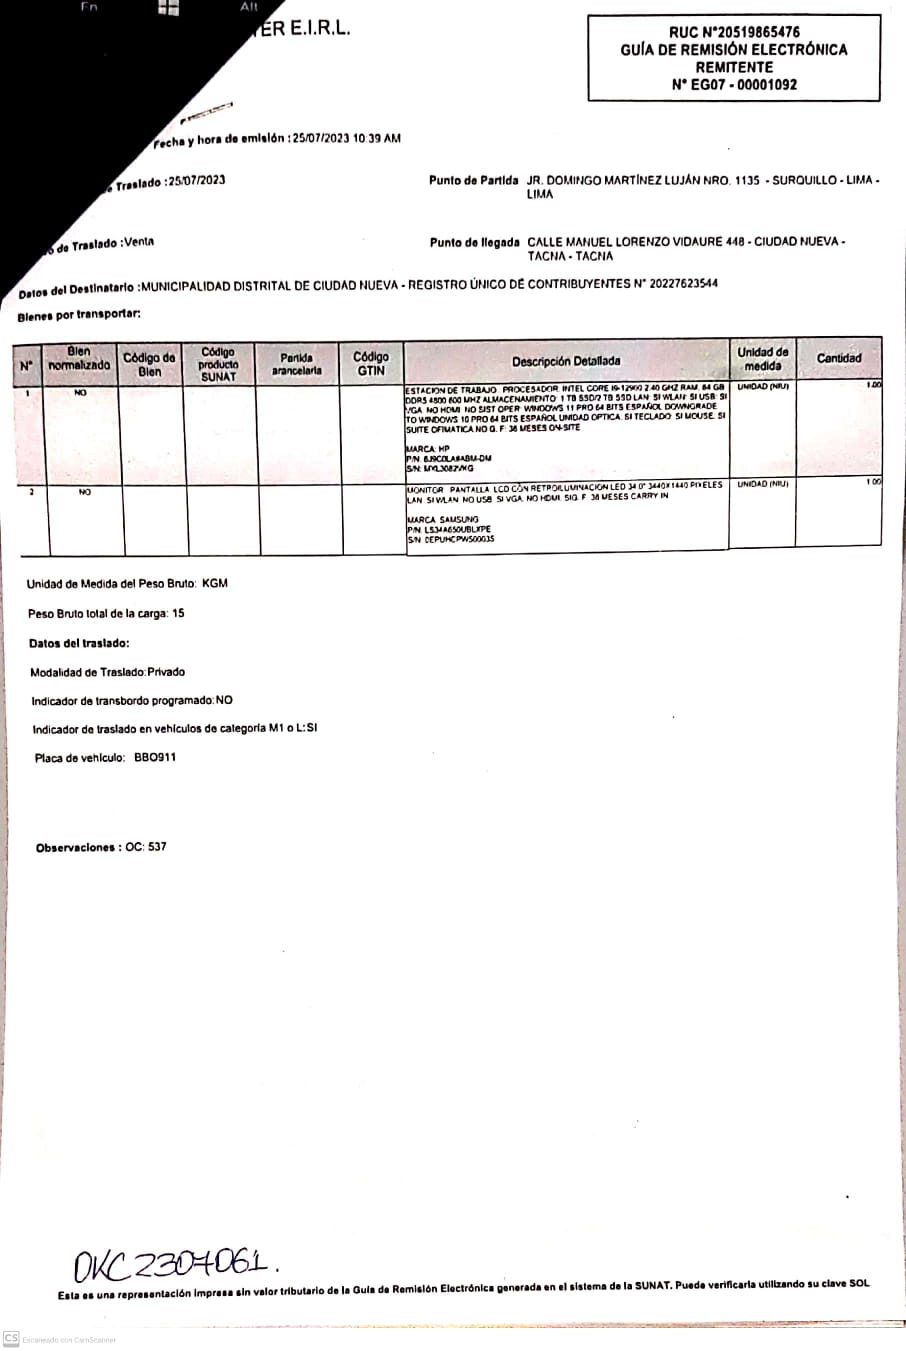 Fn Alt
ER E.I.R.L.
RUC N°20519865476
GUÍA DE REMISIÓN ELECTRÓNICA
REMITENTE
N° EG07 - 00001092
Fecha y hora de emisión :25/07/2023 10:39 AM
Traslado :25/07/2023
Punto de Partida JR. DOMINGO MARTÍNEZ LUJÁN NRO. 1135 - SURQUILLO - LIMA -
LIMA
de Traslado :Venta
Punto de llegada CALLE MANUEL LORENZO VIDAURE 448 - CIUDAD NUEVA -
TACNA - TACNA
Datos del Destinatario :MUNICIPALIDAD DISTRITAL DE CIUDAD NUEVA - REGISTRO ÚNICO DE CONTRIBUYENTES N° 20227623544
Bienes por transportar:
N° Bien normalizado Código de Bien Código producto SUNAT Partida arancelaria Código GTIN Descripción Detallada Unidad de medida Cantidad
1 NO ESTACION DE TRABAJO: PROCESADOR: INTEL CORE I9-12900 2.40 GHZ RAM: 64 GB UNIDAD (NIU) 1.00
DDR5 4800 600 MHZ ALMACENAMIENTO: 1 TB SSD/2 TB SSD LAN: SI WLAN: SI USB: SI
VGA: NO HDMI: NO SIST OPER: WINDOWS 11 PRO 64 BITS ESPAÑOL DOWNGRADE
TO WINDOWS 10 PRO 64 BITS ESPAÑOL UNIDAD OPTICA: SI TECLADO: SI MOUSE: SI
SUITE OFIMATICA NO G. F: 36 MESES ON-SITE
MARCA: HP
S/N: MXL3082VKG
2 NO MONITOR: PANTALLA LCD CON RETROILUMINACION LED 34.0" 3440X1440 PIXELES UNIDAD (NIU) 1.00
LAN: SI WLAN: NO USB: SI VGA: NO HDMI: SI G. F: 36 MESES CARRY IN
MARCA: SAMSUNG
P/N: LS34A650UBLXPE
S/N: DEPUHCPW500035
Unidad de Medida del Peso Bruto: KGM
Peso Bruto total de la carga: 15
Datos del traslado:
Modalidad de Traslado:Privado
Indicador de transbordo programado:NO
Indicador de traslado en vehículos de categoría M1 o L:SI
Placa de vehículo: BBO911
Observaciones : OC: 537
OKC2307061.
Esta es una representación impresa sin valor tributario de la Guía de Remisión Electrónica generada en el sistema de la SUNAT. Puede verificarla utilizando su clave SOL
CS Escaneado con CamScanner